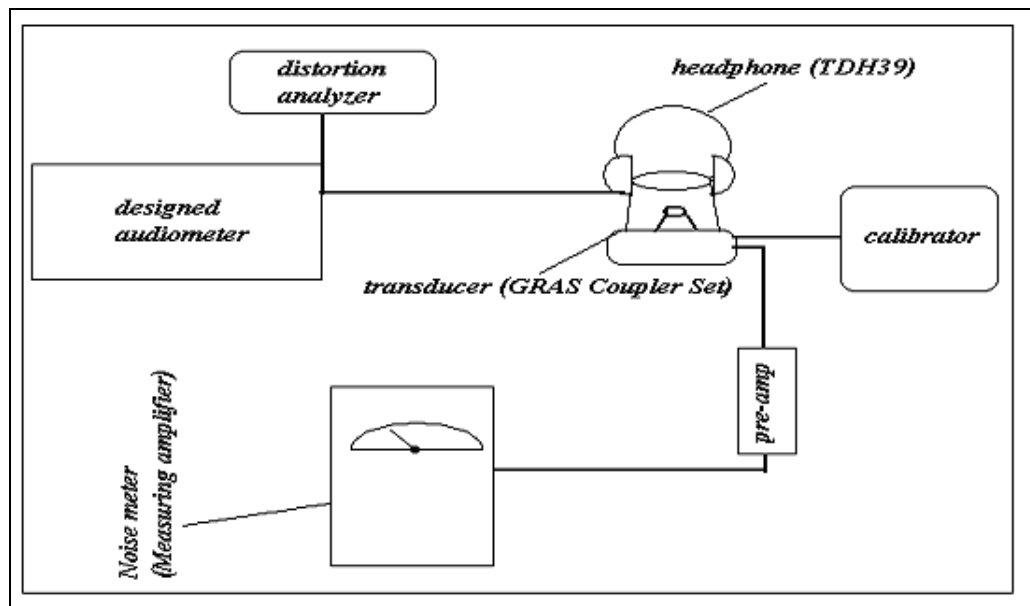 distortion
analyzer
headphone (TDH39)
designed
audiometer
calibrator
transducer (GRAS Coupler Set)
pre-amp
Noise meter
(Measuring amplifier)